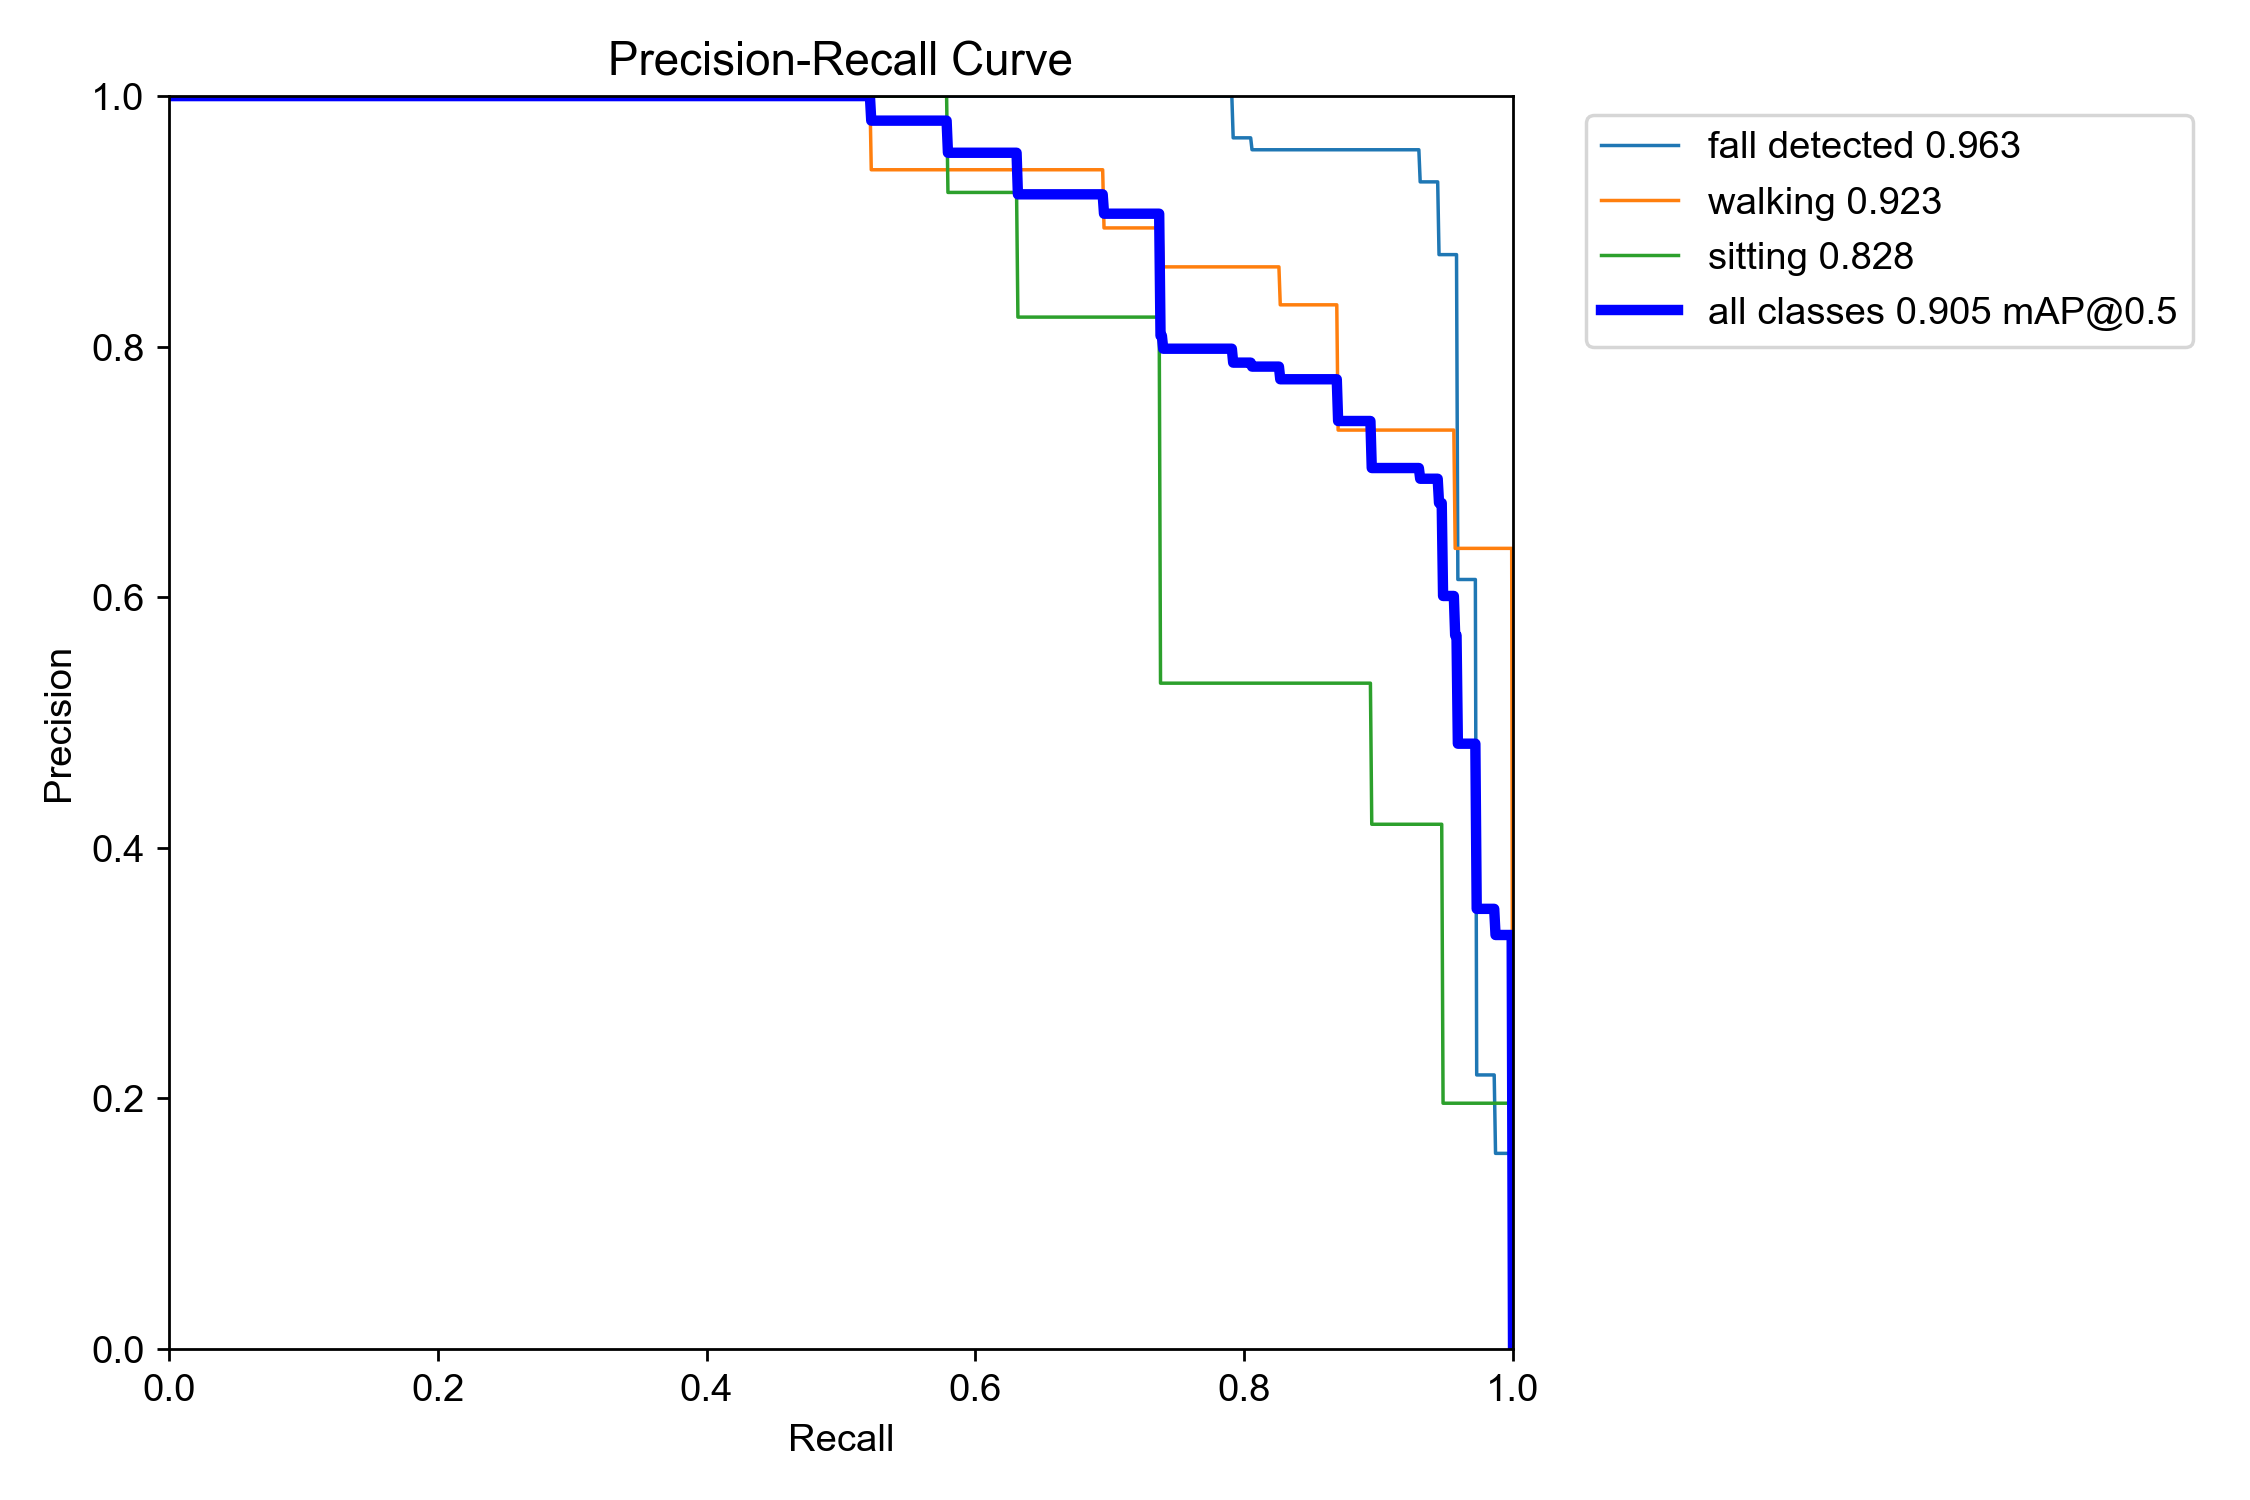 Precision-Recall Curve
1.0
0.8
0.6
0.4
0.2
0.0
Precision
0.0 0.2 0.4 0.6 0.8 1.0
Recall
fall detected 0.963
walking 0.923
sitting 0.828
all classes 0.905 mAP@0.5